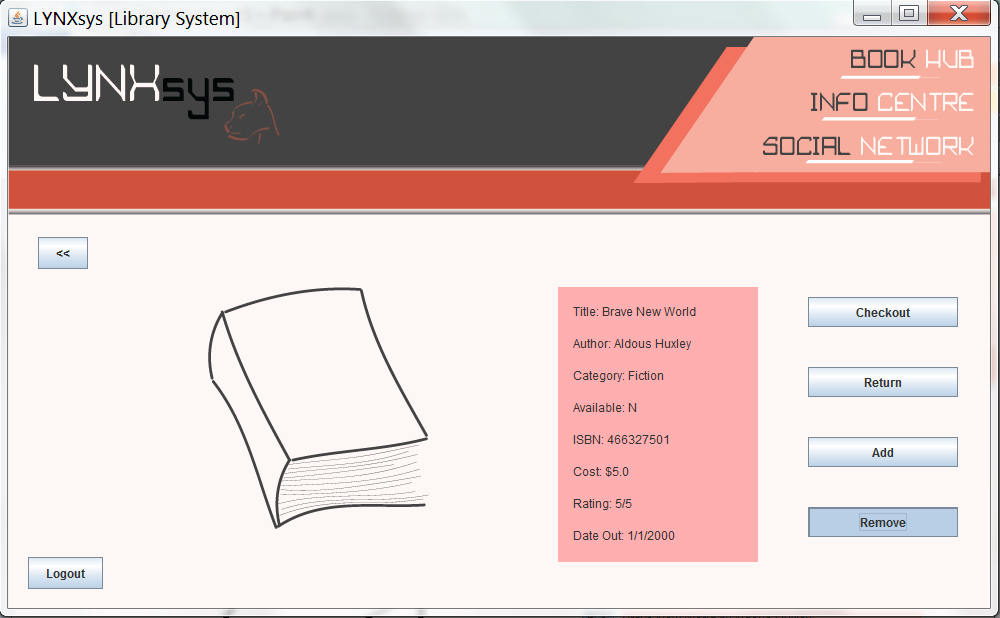 LYNXsys [Library System]
LYNXsys
BOOK HUB
INFO CENTRE
SOCIAL NETWORK
<<
Title: Brave New World
Author: Aldous Huxley
Category: Fiction
Available: N
ISBN: 466327501
Cost: $5.0
Rating: 5/5
Date Out: 1/1/2000
Checkout
Return
Add
Remove
Logout